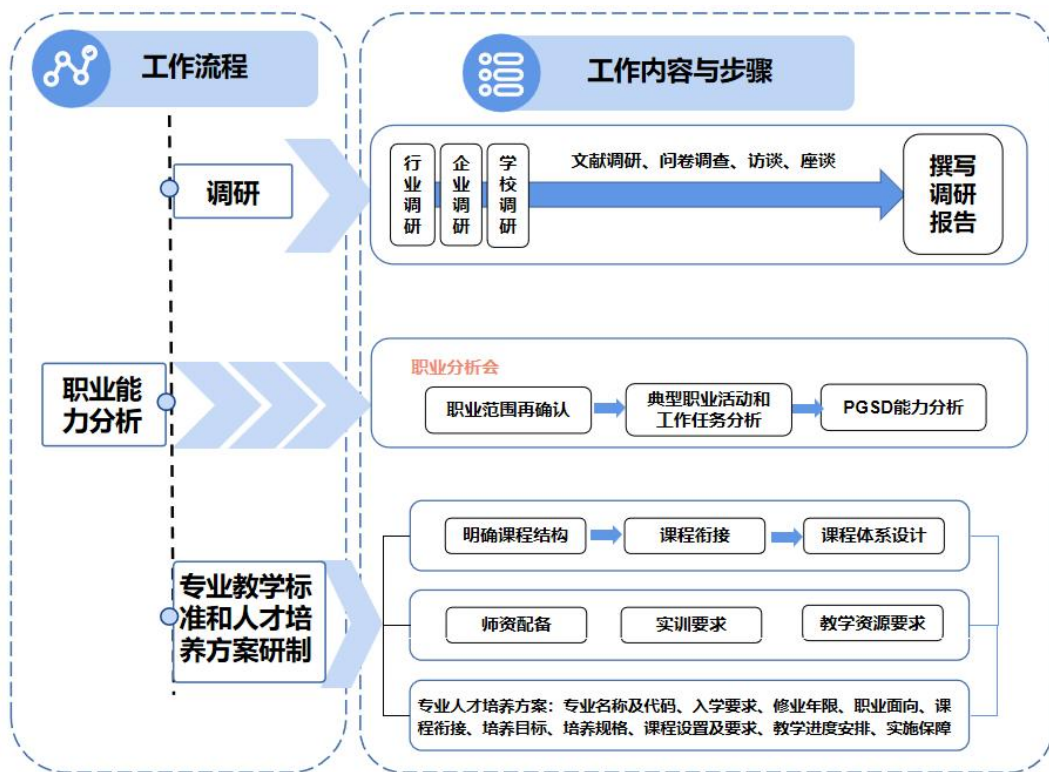 工作流程
工作内容与步骤
调研
行业调研
企业调研
学校调研
文献调研、问卷调查、访谈、座谈
撰写
调研
报告
职业能
力分析
职业分析会
职业范围再确认
典型职业活动和
工作任务分析
PGSD能力分析
专业教学标
准和人才培
养方案研制
明确课程结构
课程衔接
课程体系设计
师资配备
实训要求
教学资源要求
专业人才培养方案：专业名称及代码、入学要求、修业年限、职业面向、课
程衔接、培养目标、培养规格、课程设置及要求、教学进度安排、实施保障